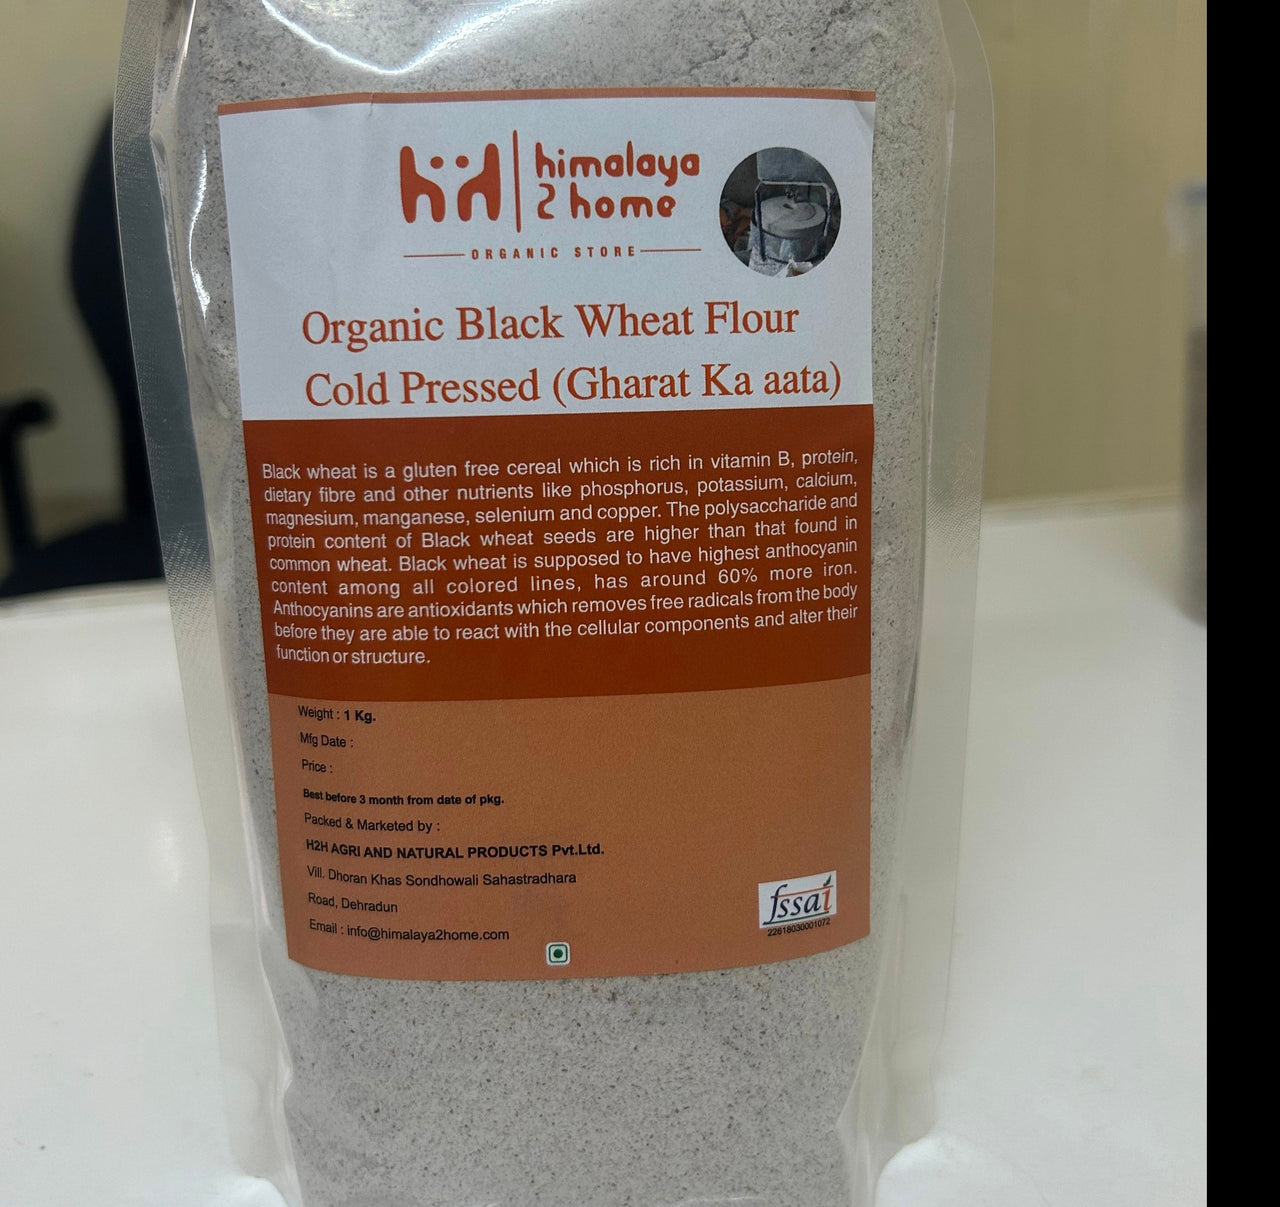 himalaya
2 home
ORGANIC STORE
Organic Black Wheat Flour
Cold Pressed (Gharat Ka aata)
Black wheat is a gluten free cereal which is rich in vitamin B, protein,
dietary fibre and other nutrients like phosphorus, potassium, calcium,
magnesium, manganese, selenium and copper. The polysaccharide and
protein content of Black wheat seeds are higher than that found in
common wheat. Black wheat is supposed to have highest anthocyanin
content among all colored lines, has around 60% more iron.
Anthocyanins are antioxidants which removes free radicals from the body
before they are able to react with the cellular components and alter their
function or structure.
Weight : 1 Kg.
Mfg Date :
Price :
Best before 3 month from date of pkg.
Packed & Marketed by :
H2H AGRI AND NATURAL PRODUCTS Pvt.Ltd.
Vill. Dhoran Khas Sondhowali Sahastradhara
Road, Dehradun
Email : info@himalaya2home.com
fssai
22618030001072